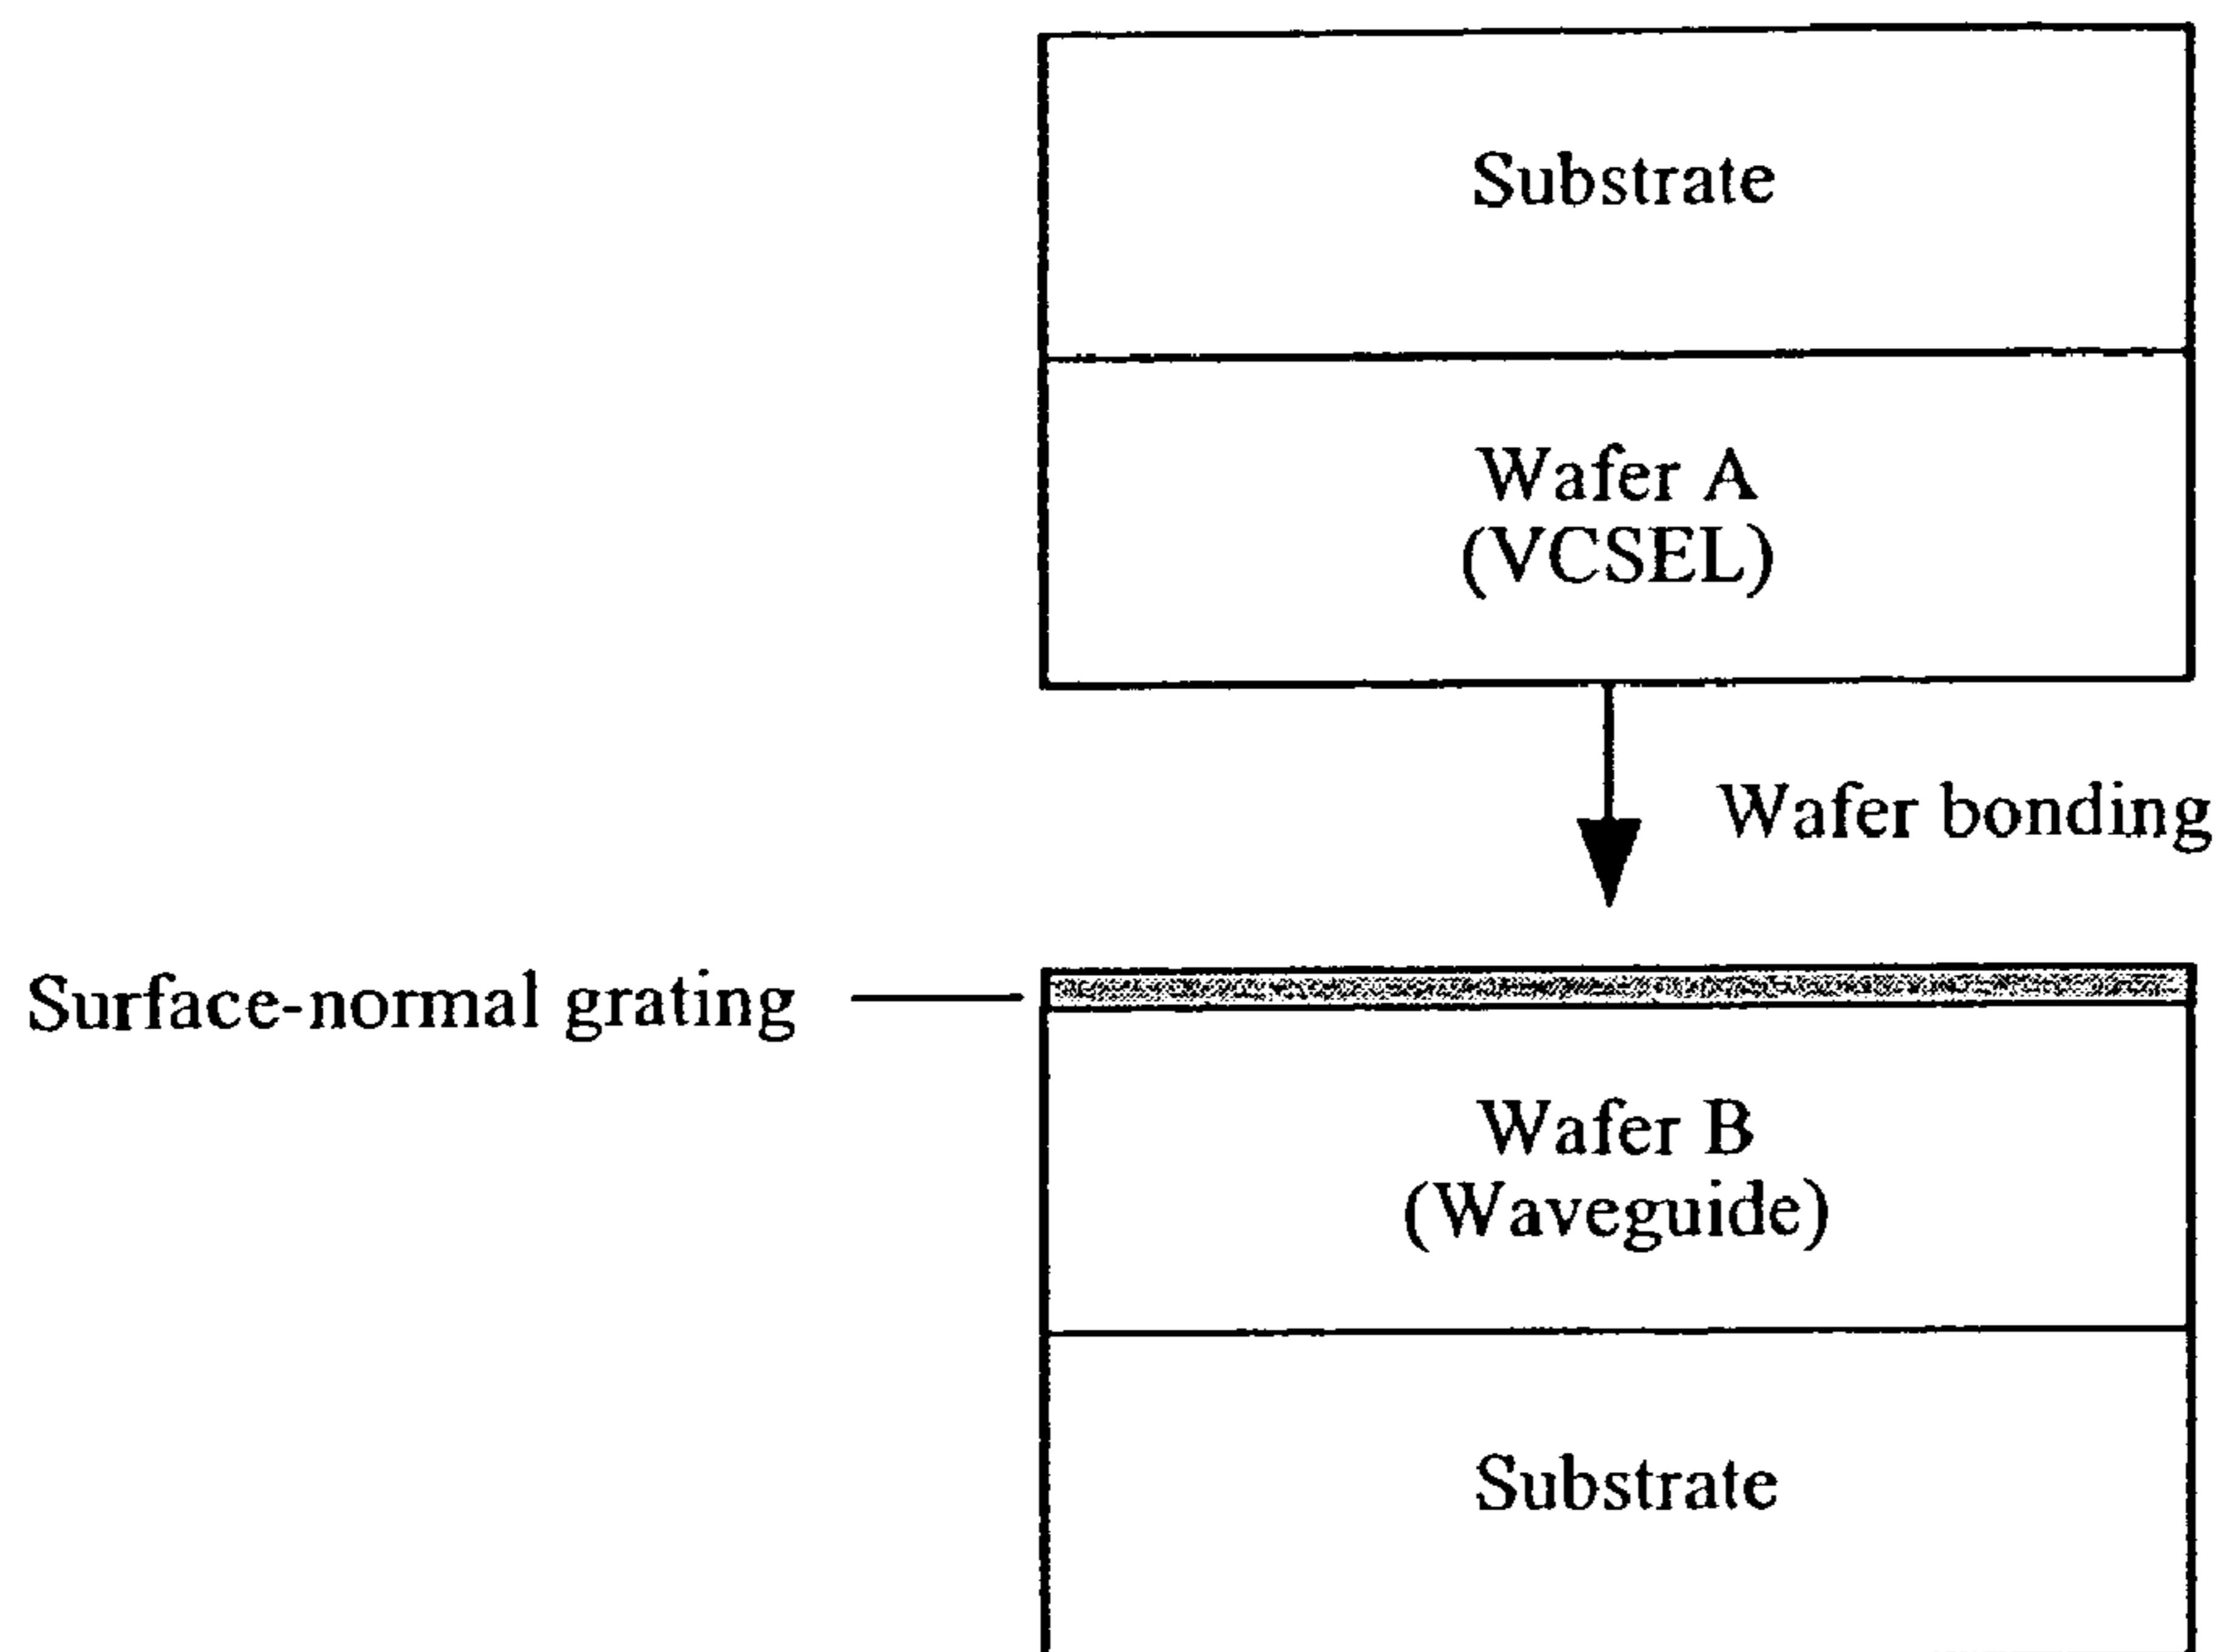 Substrate
Wafer A
(VCSEL)
Wafer bonding
Surface-normal grating
Wafer B
(Waveguide)
Substrate